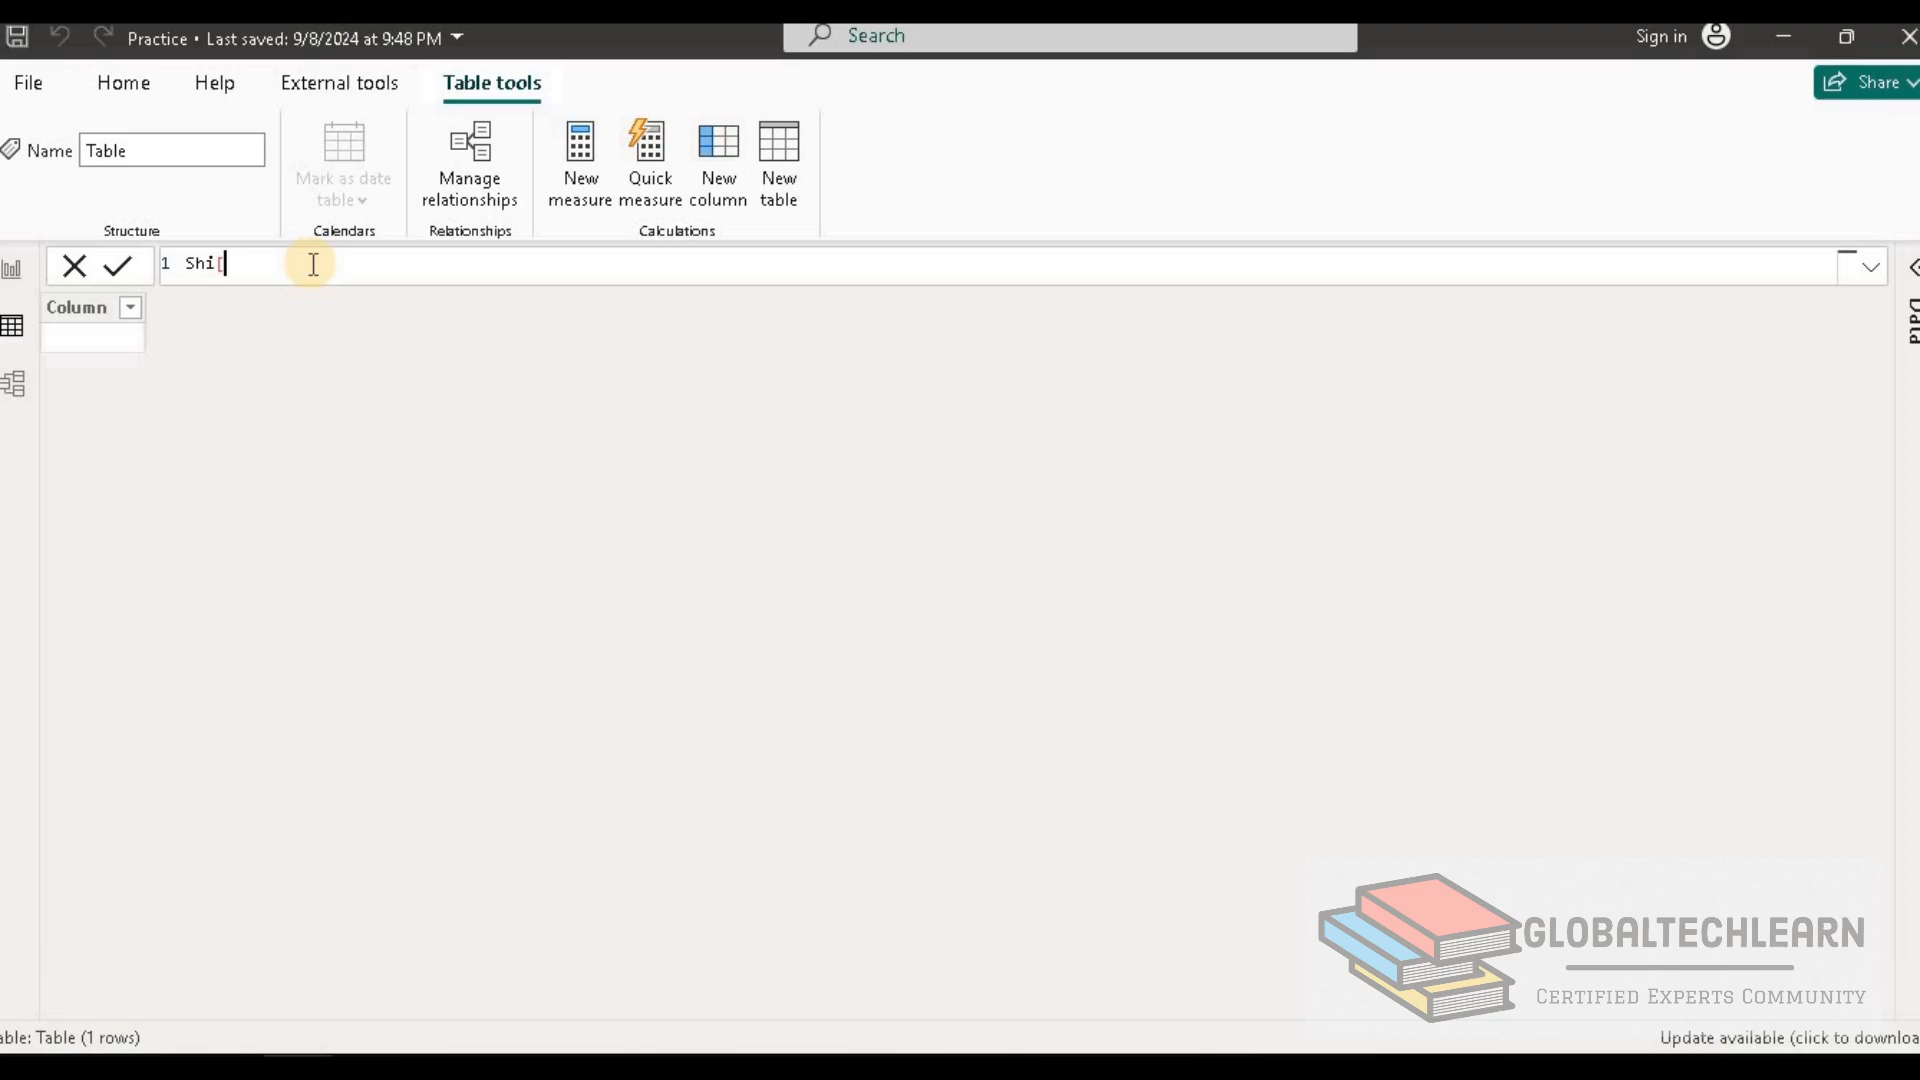 Practice • Last saved: 9/8/2024 at 9:48 PM
Search
Sign in
File Home Help External tools Table tools
Share
Name Table
Mark as date table
Manage relationships
New measure
Quick measure
New column
New table
Structure Calendars Relationships Calculations
1 Shi[
Column
Data
GLOBALTECHLEARN
CERTIFIED EXPERTS COMMUNITY
able: Table (1 rows)
Update available (click to downloa